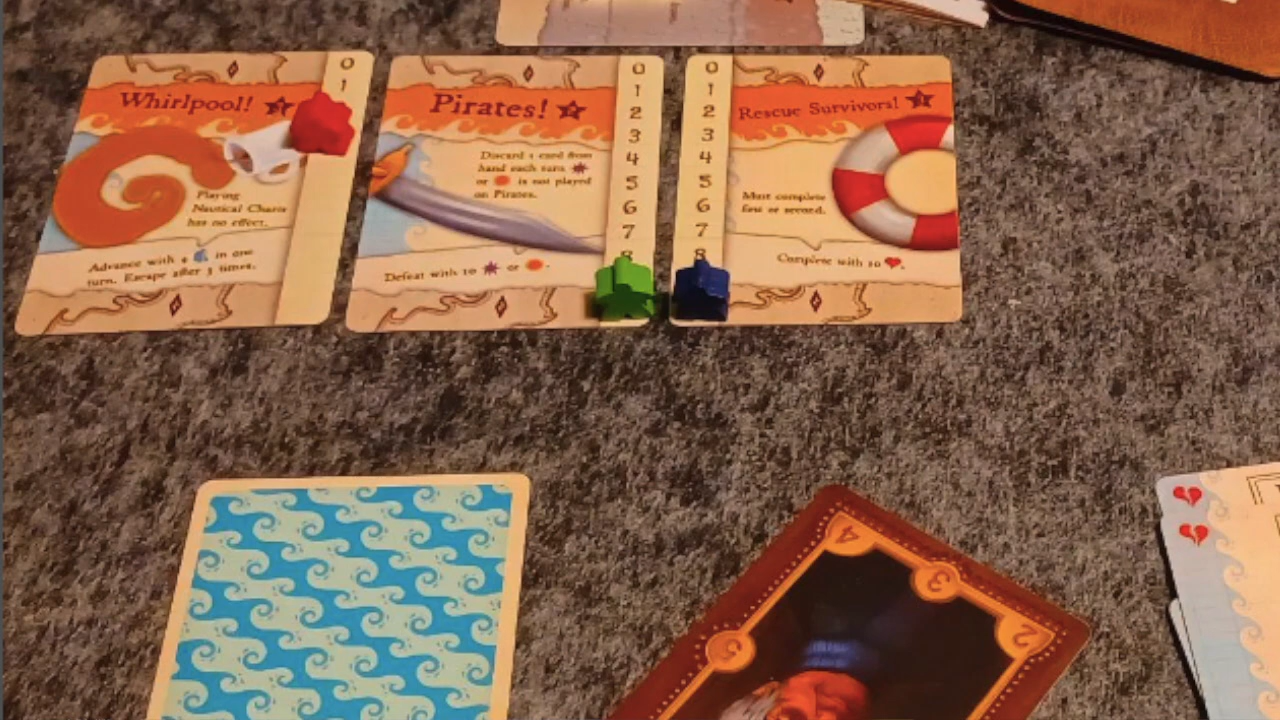 Whirlpool!
0
1
Playing
Nautical Charts
has no effect.
Advance with 4 in one
turn. Escape after 3 times.
Pirates!
Discard 1 card from
hand each turn
or is not played
on Pirates.
Defeat with 10 or .
0
1
2
3
4
5
6
7
8
0
1
2
3
4
5
6
7
8
Rescue Survivors!
Must complete
first or second.
Complete with 10 .
4
3
2
5